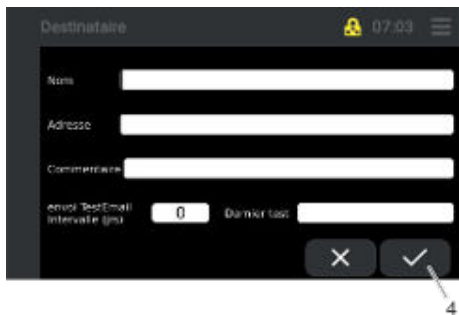 Destinataire 07:03
Nom
Adresse
Commentaire
envoi TestEmail
Intervalle (jrs) 0 Dernier test
4